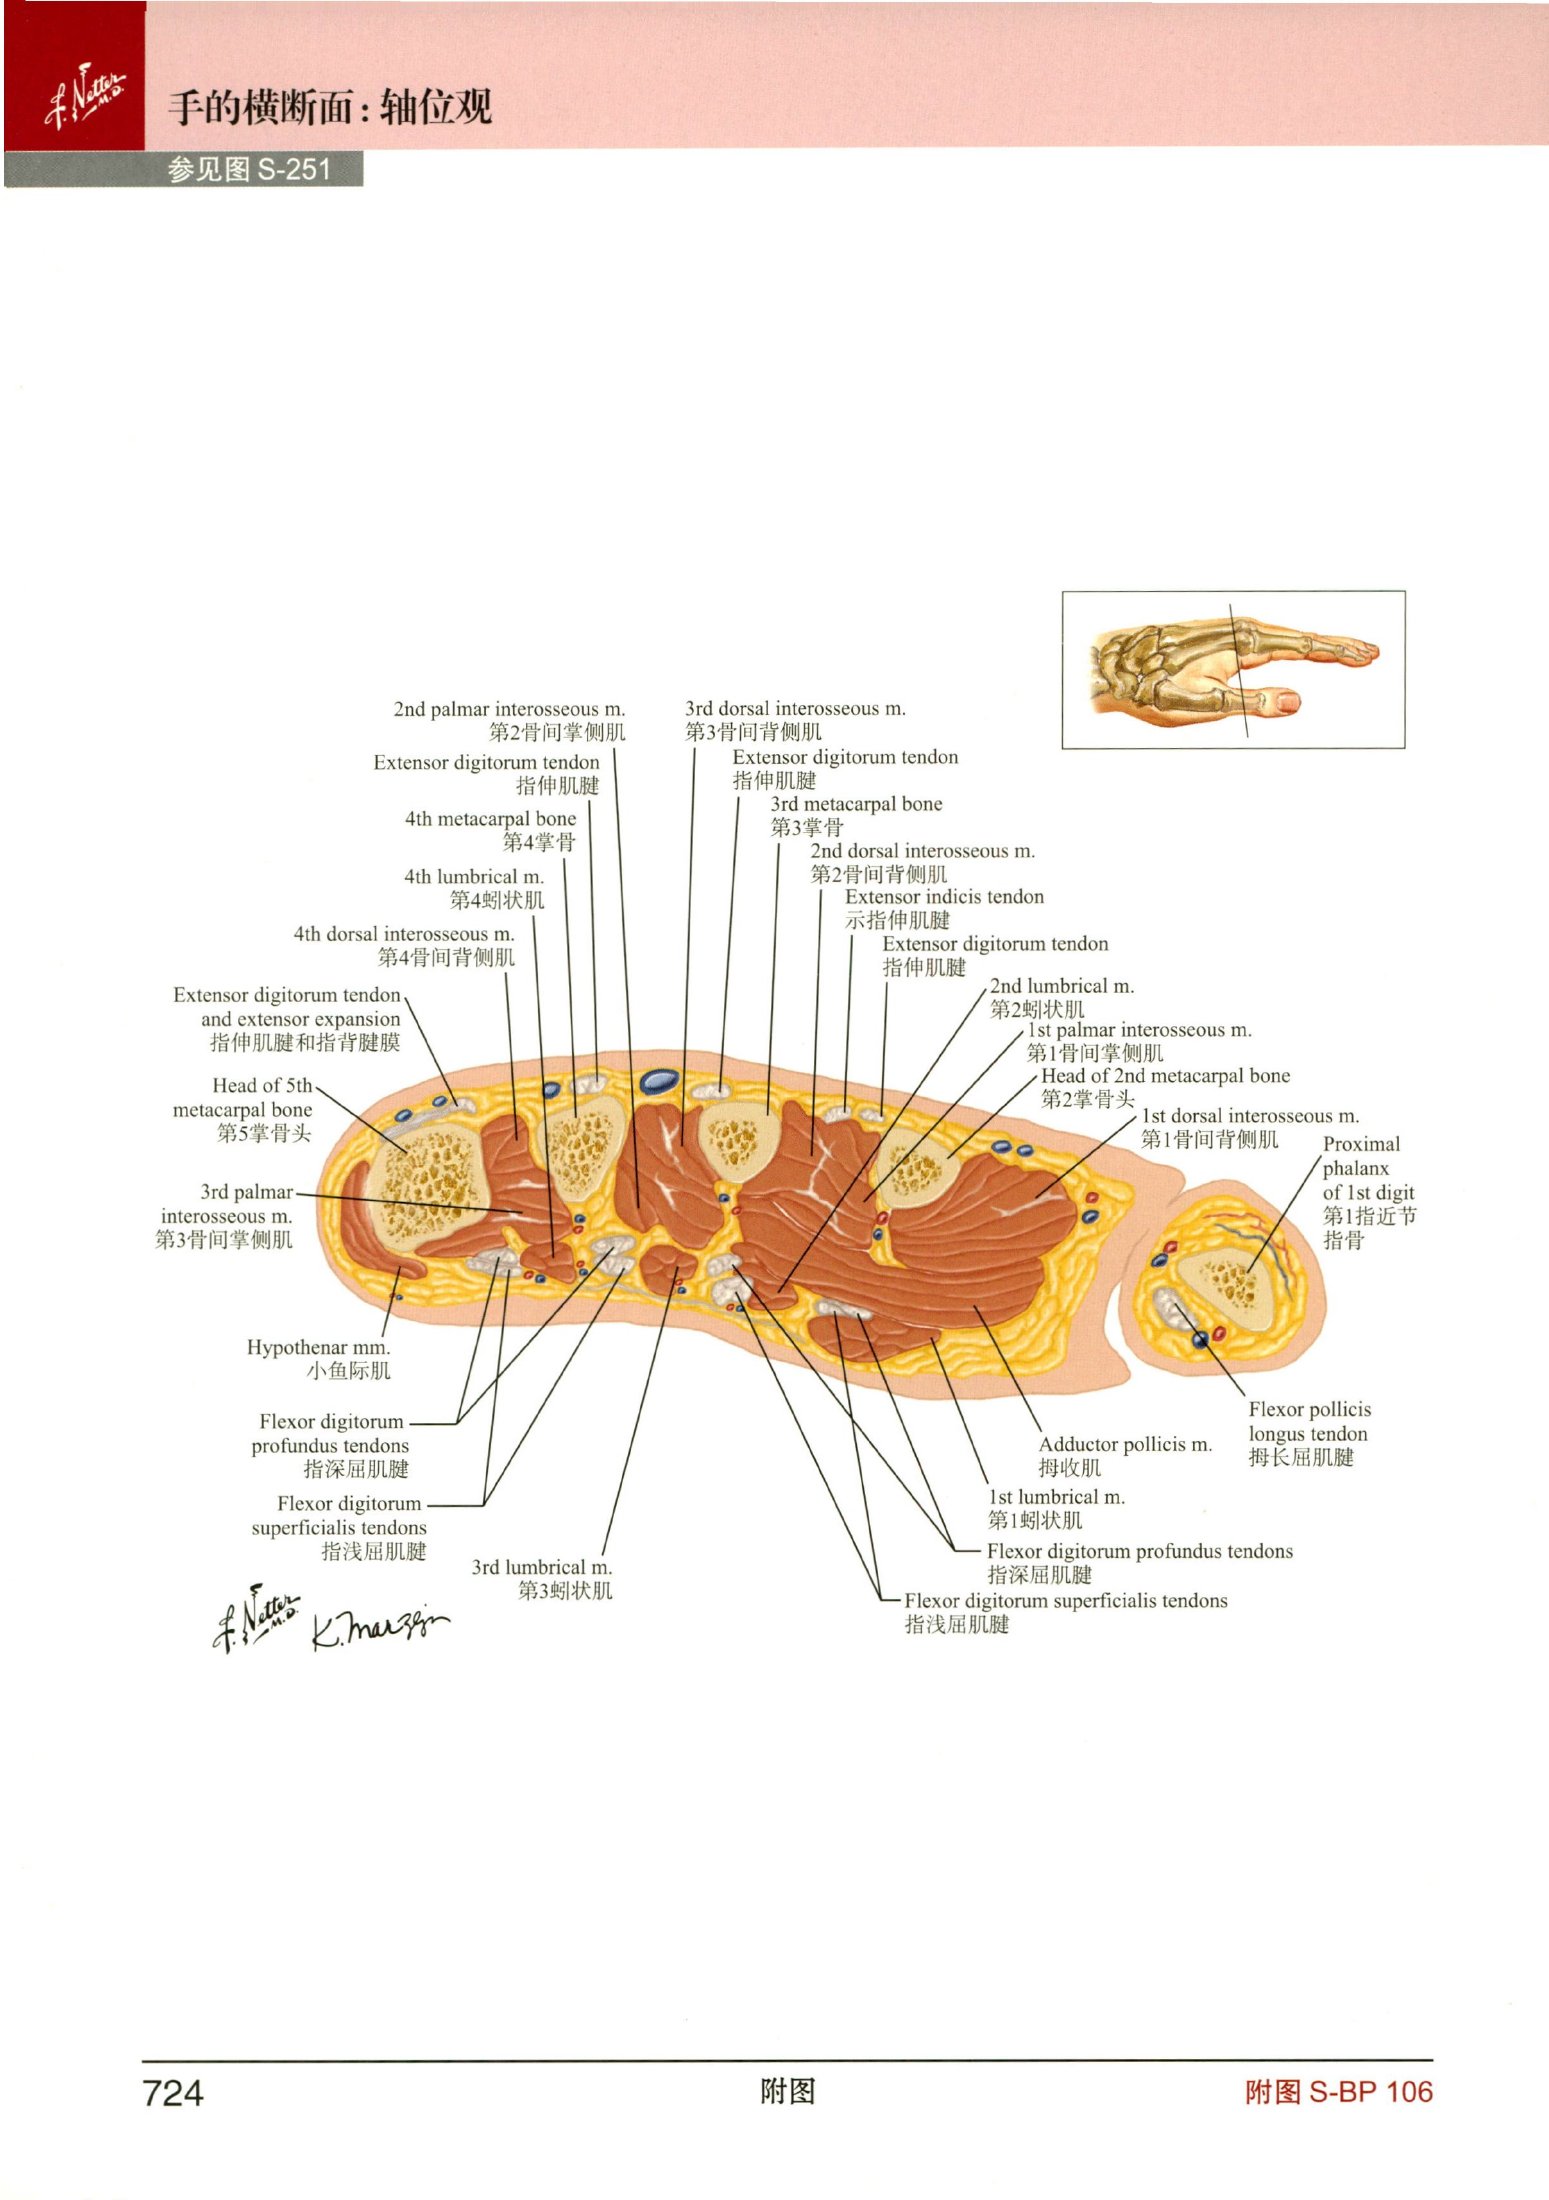 F. Netter M.D.
手的横断面：轴位观
参见图 S-251
2nd palmar interosseous m.
第2骨间掌侧肌
Extensor digitorum tendon
指伸肌腱
4th metacarpal bone
第4掌骨
4th lumbrical m.
第4蚓状肌
4th dorsal interosseous m.
第4骨间背侧肌
Extensor digitorum tendon
and extensor expansion
指伸肌腱和指背腱膜
Head of 5th
metacarpal bone
第5掌骨头
3rd palmar
interosseous m.
第3骨间掌侧肌
3rd dorsal interosseous m.
第3骨间背侧肌
Extensor digitorum tendon
指伸肌腱
3rd metacarpal bone
第3掌骨
2nd dorsal interosseous m.
第2骨间背侧肌
Extensor indicis tendon
示指伸肌腱
Extensor digitorum tendon
指伸肌腱
2nd lumbrical m.
第2蚓状肌
1st palmar interosseous m.
第1骨间掌侧肌
Head of 2nd metacarpal bone
第2掌骨头
1st dorsal interosseous m.
第1骨间背侧肌
Proximal
phalanx
of 1st digit
第1指近节
指骨
Hypothenar mm.
小鱼际肌
Flexor digitorum
profundus tendons
指深屈肌腱
Flexor digitorum
superficialis tendons
指浅屈肌腱
3rd lumbrical m.
第3蚓状肌
Flexor pollicis
longus tendon
拇长屈肌腱
Adductor pollicis m.
拇收肌
1st lumbrical m.
第1蚓状肌
Flexor digitorum profundus tendons
指深屈肌腱
Flexor digitorum superficialis tendons
指浅屈肌腱
F. Netter M.D.
724
附图
附图 S-BP 106